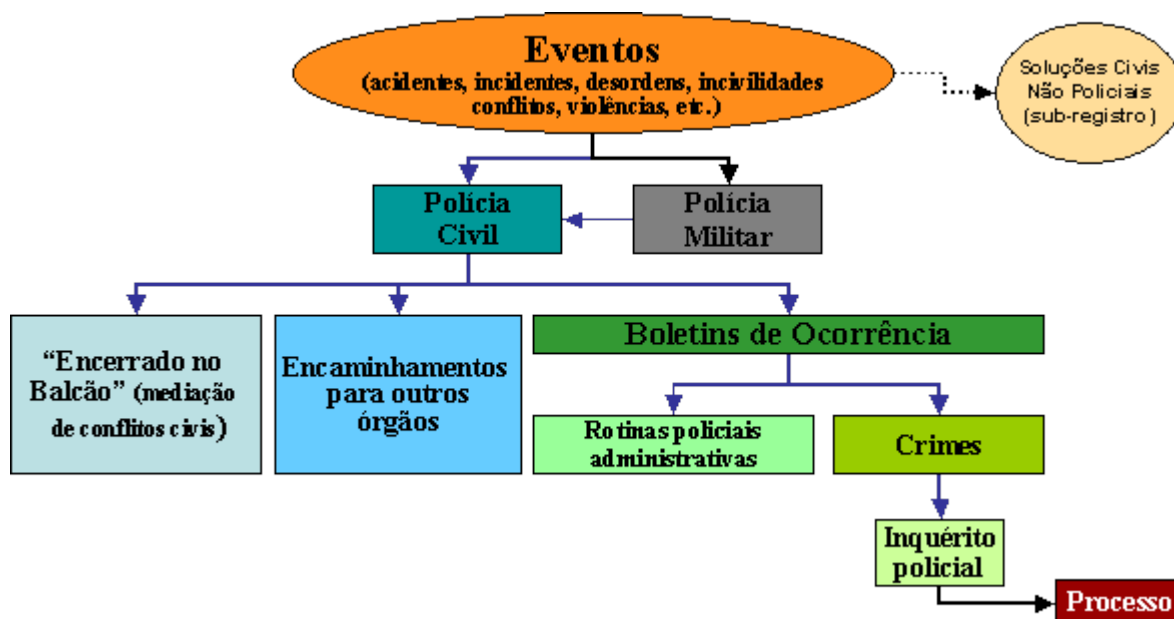 Eventos
(acidentes, incidentes, desordens, incivilidades
conflitos, violências, etc.)
Soluções Civis
Não Policiais
(sub-registro )
Polícia
Civil
Polícia
Militar
“Encerrado no
Balcão” (mediação
de conflitos civis)
Encaminhamentos
para outros
órgãos
Boletins de Ocorrência
Rotinas policiais
administrativas
Crimes
Inquérito
policial
Processo